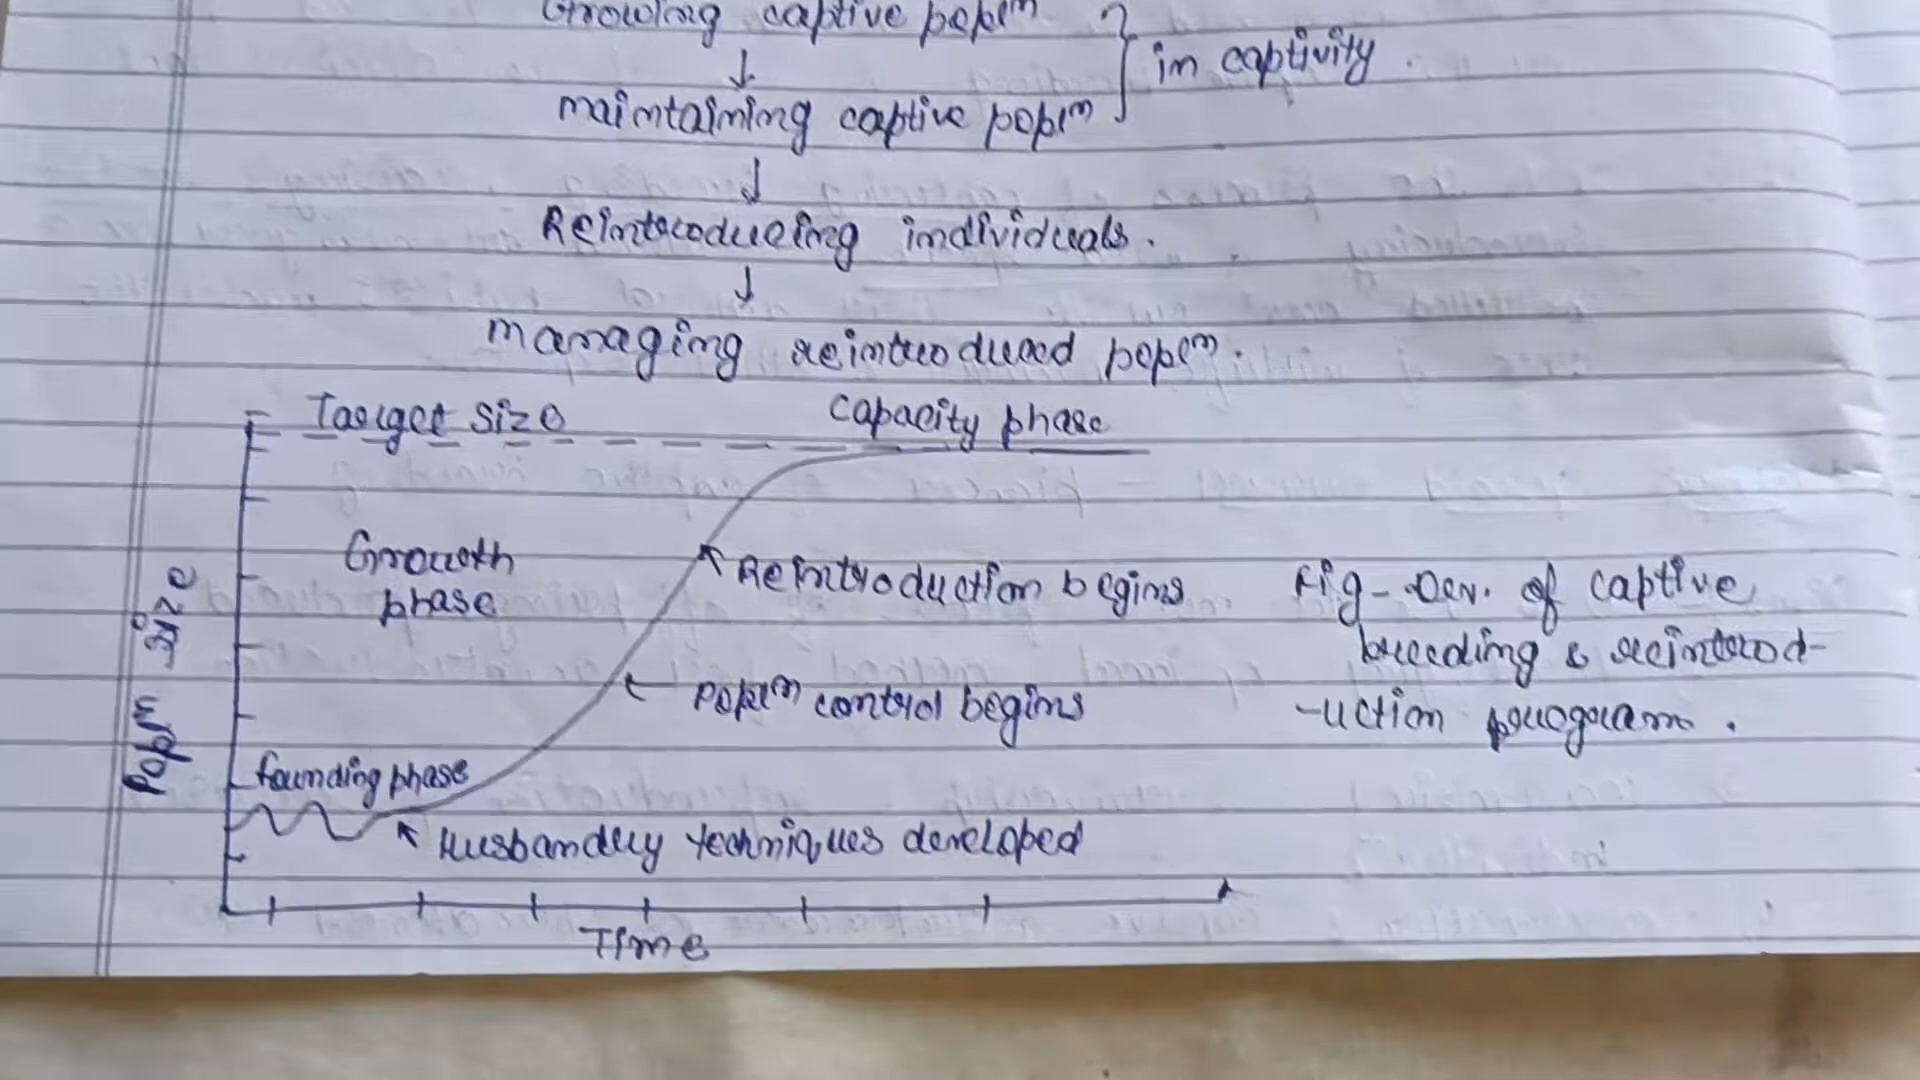 Growing captive popln
in captivity.
↓
maintaining captive popln
↓
Reintroducing individuals.
↓
managing reintroduced popln.
Target size
Capacity phase
Growth
phase
Reintroduction begins
Popln control begins
founding phase
Husbandry techniques developed
Popln size
Time
Fig- Dev. of captive
breeding & reintrod-
-uction program.